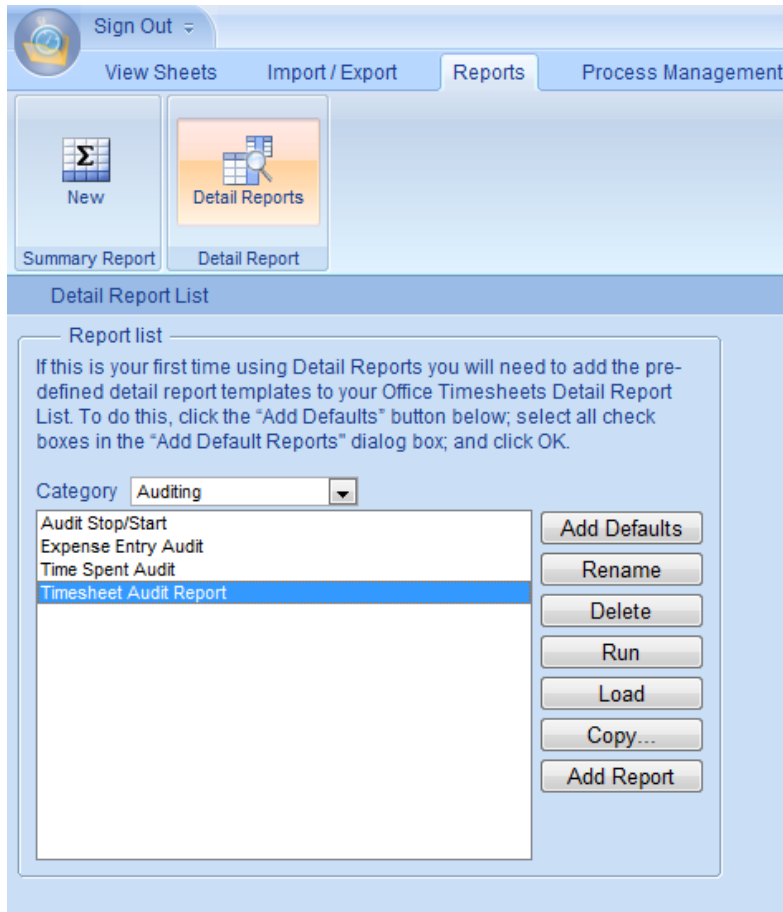 Sign Out
View Sheets Import / Export Reports Process Management
Σ
New Detail Reports
Summary Report Detail Report
Detail Report List
Report list
If this is your first time using Detail Reports you will need to add the pre-
defined detail report templates to your Office Timesheets Detail Report
List. To do this, click the “Add Defaults” button below; select all check
boxes in the “Add Default Reports" dialog box; and click OK.
Category Auditing
Audit Stop/Start
Expense Entry Audit
Time Spent Audit
Timesheet Audit Report
Add Defaults
Rename
Delete
Run
Load
Copy...
Add Report